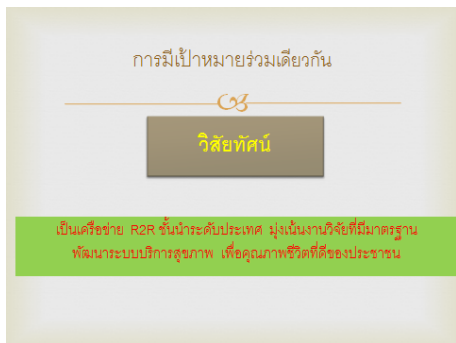 การมีเป้าหมายร่วมเดียวกัน
วิสัยทัศน์
เป็นเครือข่าย R2R ชั้นนำระดับประเทศ มุ่งเน้นงานวิจัยที่มีมาตรฐาน
พัฒนาระบบบริการสุขภาพ เพื่อคุณภาพชีวิตที่ดีของประชาชน